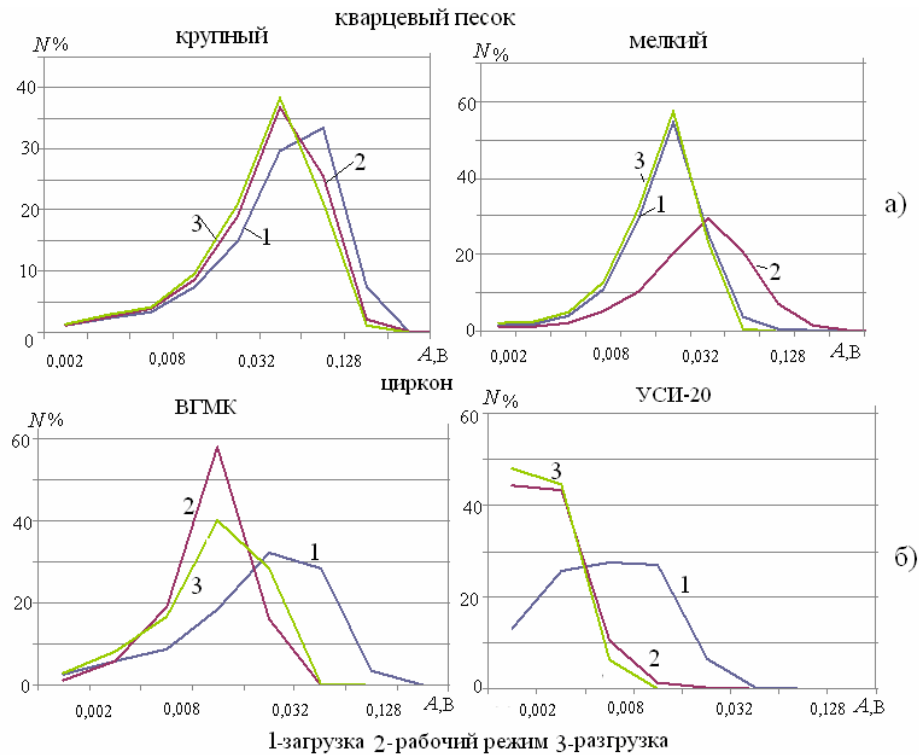 кварцевый песок
крупный
мелкий
N%
40
30
20
10
0
3
1
2
0,002
0,008
0,032
0,128
A,В
N%
60
40
20
0
3
1
2
0,002
0,008
0,032
0,128
A,В
а)
циркон
ВГМК
УСИ-20
N%
60
40
20
0
2
3
1
0,002
0,008
0,032
0,128
A,В
N%
60
40
20
0
3
1
2
0,002
0,008
0,032
0,128
A,В
б)
1-загрузка 2-рабочий режим 3-разгрузка